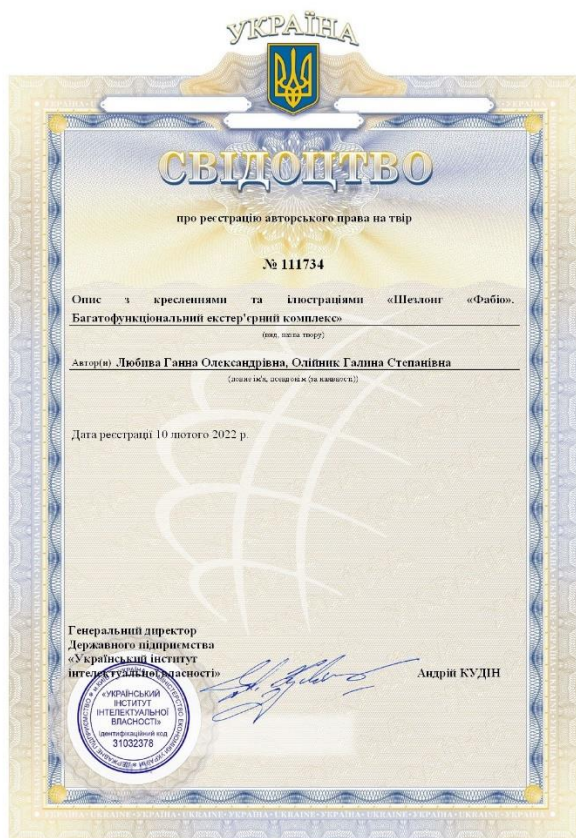 УКРАЇНА
СВІДОЦТВО
про реєстрацію авторського права на твір
№ 111734
Опис з кресленнями та ілюстраціями «Шезлонг «Фабіо».
Багатофункціональний екстер'єрний комплекс»
(вид, назва твору)
Автор(и) Любива Ганна Олександрівна, Олійник Галина Степанівна
(повне ім'я, псевдонім (за наявності))
Дата реєстрації 10 лютого 2022 р.
Генеральний директор
Державного підприємства
«Український інститут
інтелектуальної власності»
Андрій КУДІН
«УКРАЇНСЬКИЙ
ІНСТИТУТ
ІНТЕЛЕКТУАЛЬНОЇ
ВЛАСНОСТІ»
Ідентифікаційний код
31032378